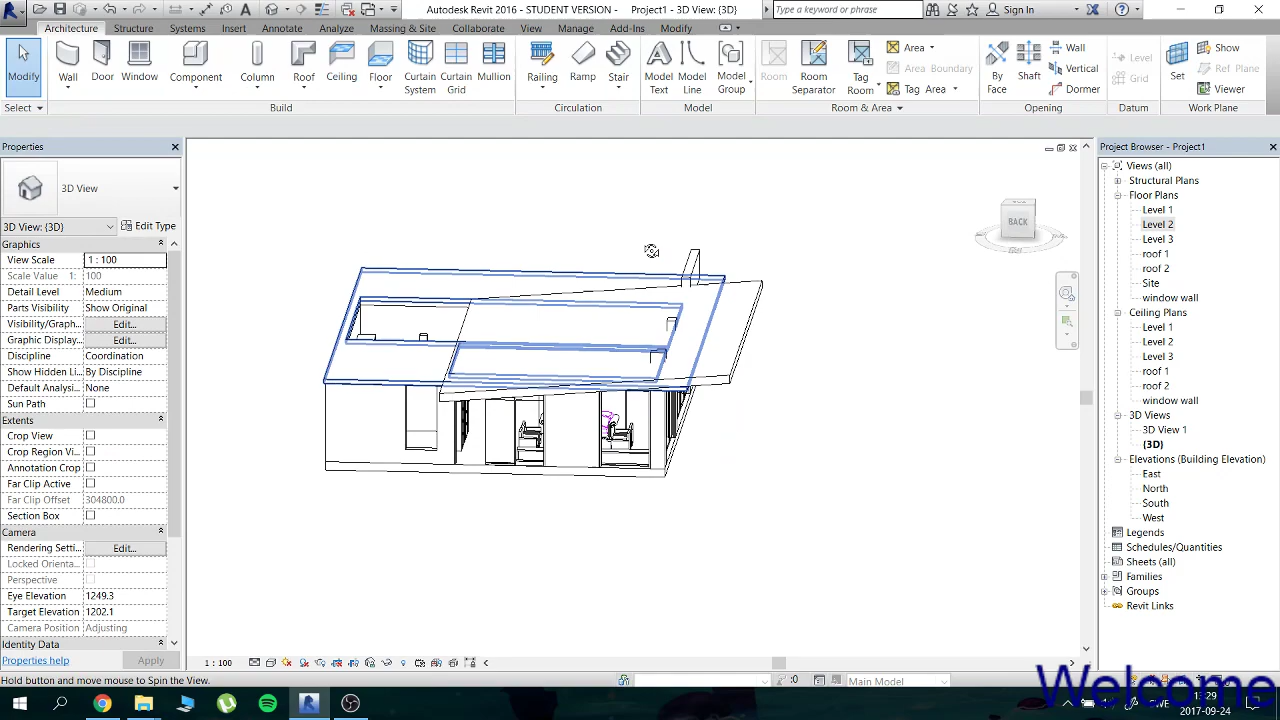 Autodesk Revit 2016 - STUDENT VERSION - Project1 - 3D View: {3D}
Type a keyword or phrase
Sign In
Architecture Structure Systems Insert Annotate Analyze Massing & Site Collaborate View Manage Add-Ins Modify
Modify Wall Door Window Component Column Roof Ceiling Floor Curtain System Curtain Grid Mullion Railing Ramp Stair Model Text Model Line Model Group Room Room Separator Tag Room Area Area Boundary Tag Area By Face Shaft Wall Vertical Dormer Level Grid Set Show Ref Plane Viewer
Select Build Circulation Model Room & Area Opening Datum Work Plane
Properties
3D View
3D View: {3D} Edit Type
Graphics
View Scale 1 : 100
Scale Value 1: 100
Detail Level Medium
Parts Visibility Show Original
Visibility/Graph... Edit...
Graphic Display... Edit...
Discipline Coordination
Show Hidden Li... By Discipline
Default Analysi... None
Sun Path
Extents
Crop View
Crop Region Vi...
Annotation Crop
Far Clip Active
Far Clip Offset 304800.0
Section Box
Camera
Rendering Setti... Edit...
Locked Orienta...
Perspective
Eye Elevation 1249.3
Target Elevation 1202.1
Camera Position Adjusting
Identity Data
Properties help Apply
BACK
Project Browser - Project1
Views (all)
Structural Plans
Floor Plans
Level 1
Level 2
Level 3
roof 1
roof 2
Site
window wall
Ceiling Plans
Level 1
Level 2
Level 3
roof 1
roof 2
window wall
3D Views
3D View 1
{3D}
Elevations (Building Elevation)
East
North
South
West
Legends
Schedules/Quantities
Sheets (all)
Families
Groups
Revit Links
1 : 100
Hold button and move mouse to Spin the View.
:0
Main Model
Welcome
13:29
SWE
2017-09-24